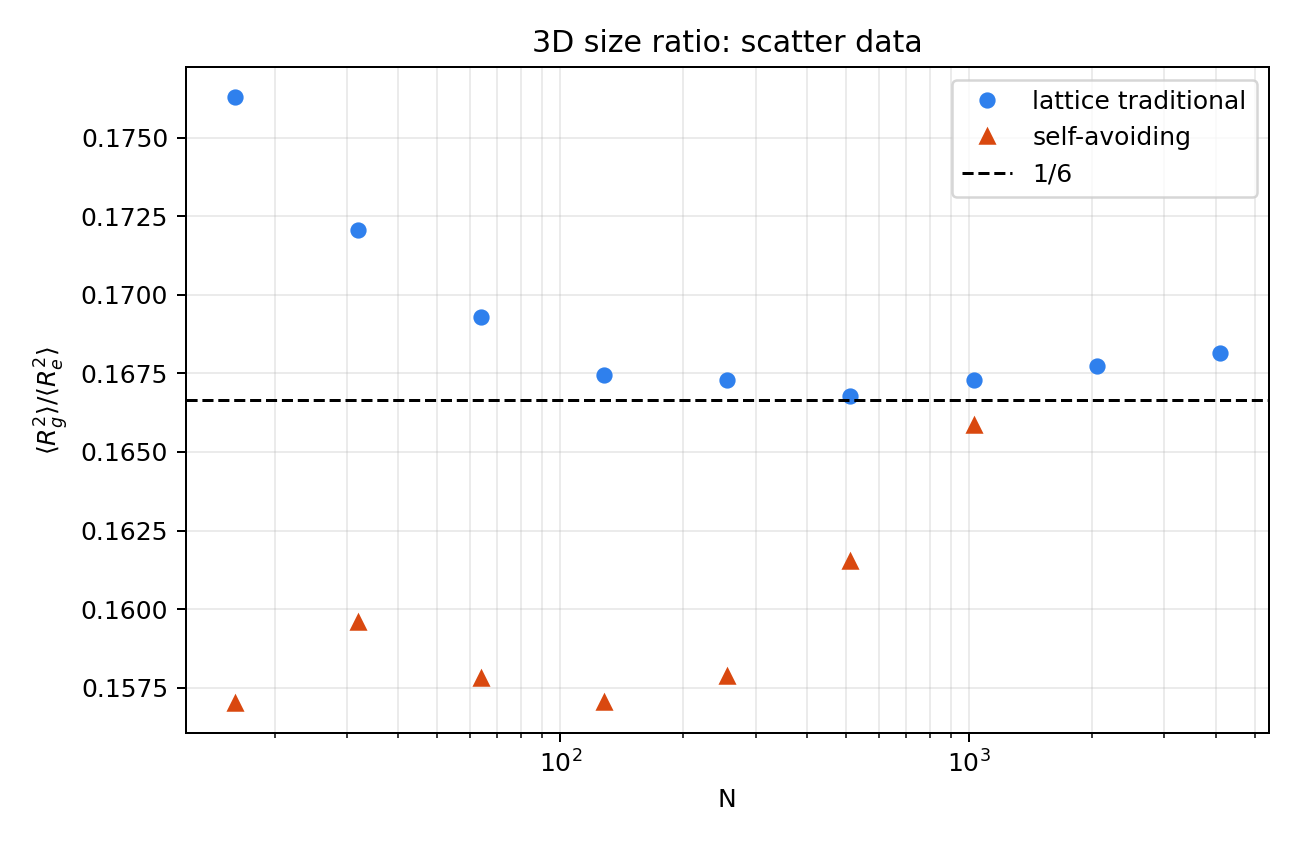 3D size ratio: scatter data
lattice traditional
self-avoiding
1/6
0.1750
0.1725
0.1700
0.1675
0.1650
0.1625
0.1600
0.1575
⟨R_g^2⟩/⟨R_e^2⟩
10^2
10^3
N